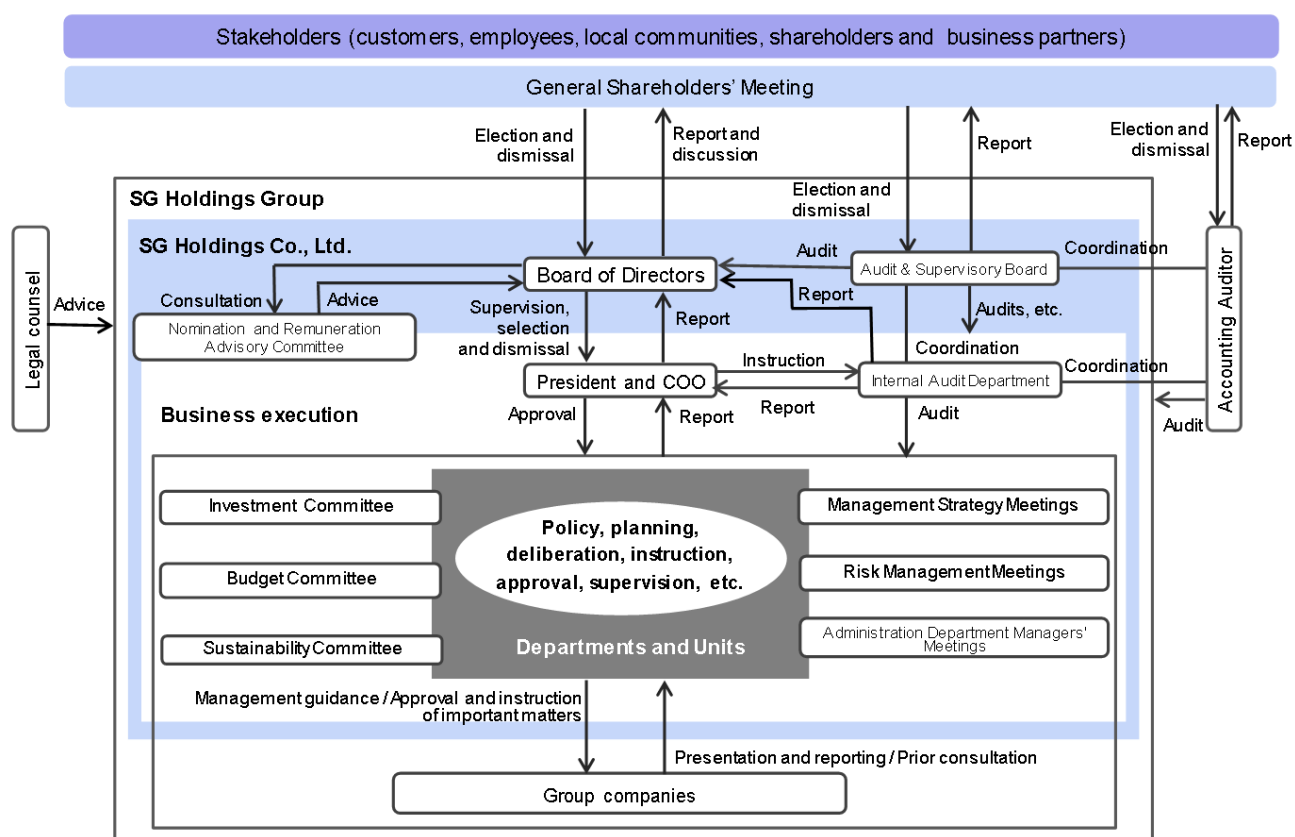 Stakeholders (customers, employees, local communities, shareholders and business partners)
General Shareholders' Meeting
Election and
dismissal
Report and
discussion
Election and
dismissal
Report
Election and
dismissal
Report
SG Holdings Group
SG Holdings Co., Ltd.
Legal counsel
Advice
Board of Directors
Audit
Audit & Supervisory Board
Coordination
Accounting Auditor
Consultation
Advice
Nomination and Remuneration
Advisory Committee
Supervision,
selection
and dismissal
Report
Report
Audits, etc.
Coordination
Coordination
Instruction
President and COO
Internal Audit Department
Report
Business execution
Approval
Report
Audit
Audit
Investment Committee
Budget Committee
Sustainability Committee
Policy, planning,
deliberation, instruction,
approval, supervision, etc.
Departments and Units
Management Strategy Meetings
Risk Management Meetings
Administration Department Managers'
Meetings
Management guidance / Approval and instruction
of important matters
Presentation and reporting / Prior consultation
Group companies